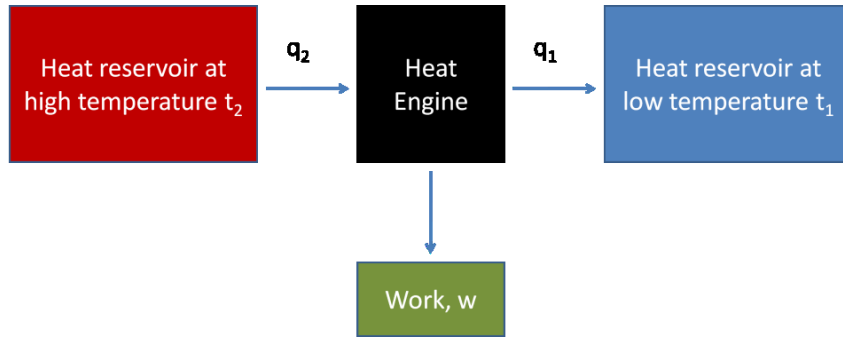 Heat reservoir at
high temperature t₂
q₂
Heat
Engine
q₁
Heat reservoir at
low temperature t₁
Work, w